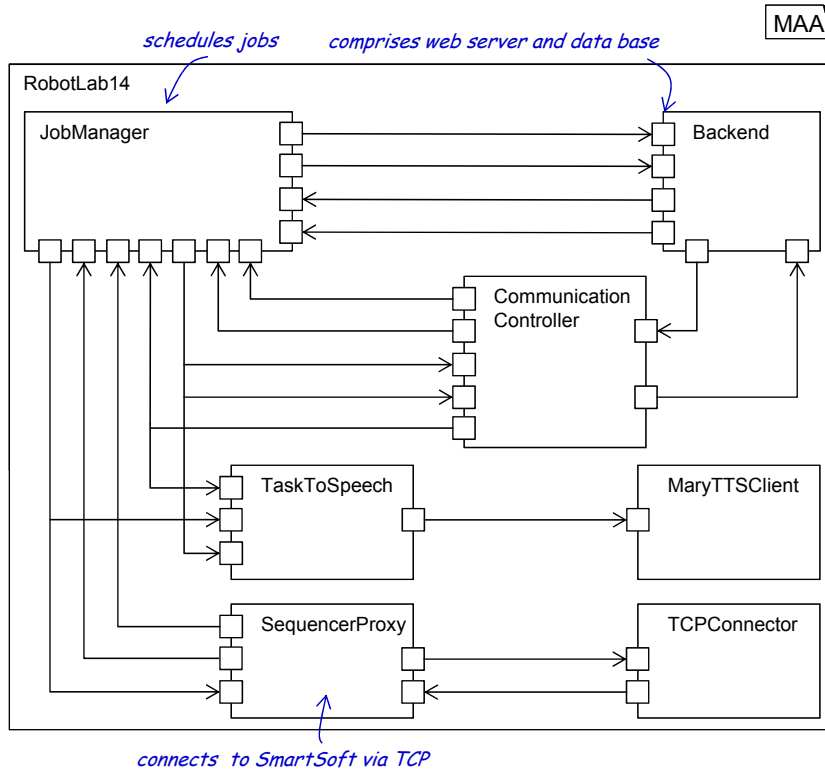 schedules jobs
comprises web server and data base
MAA
RobotLab14
JobManager
Backend
Communication
Controller
TaskToSpeech
MaryTTSClient
SequencerProxy
TCPConnector
connects to SmartSoft via TCP